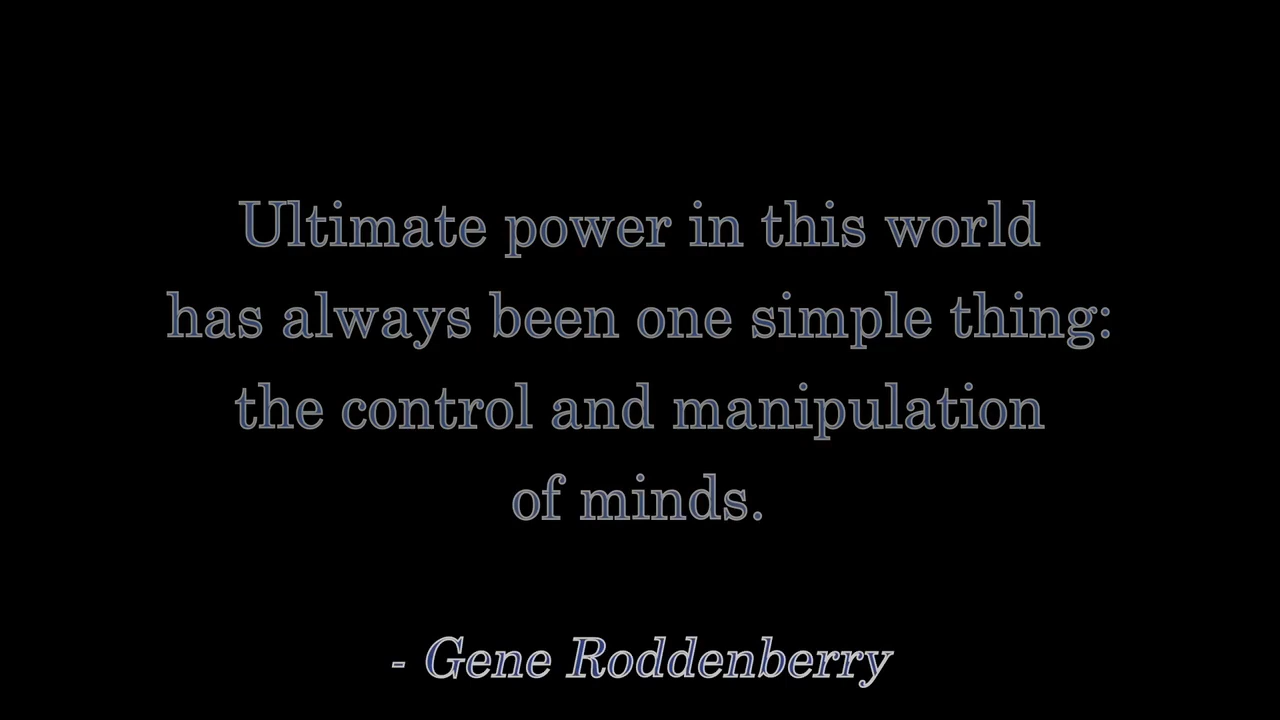 Ultimate power in this world
has always been one simple thing:
the control and manipulation
of minds.
- Gene Roddenberry